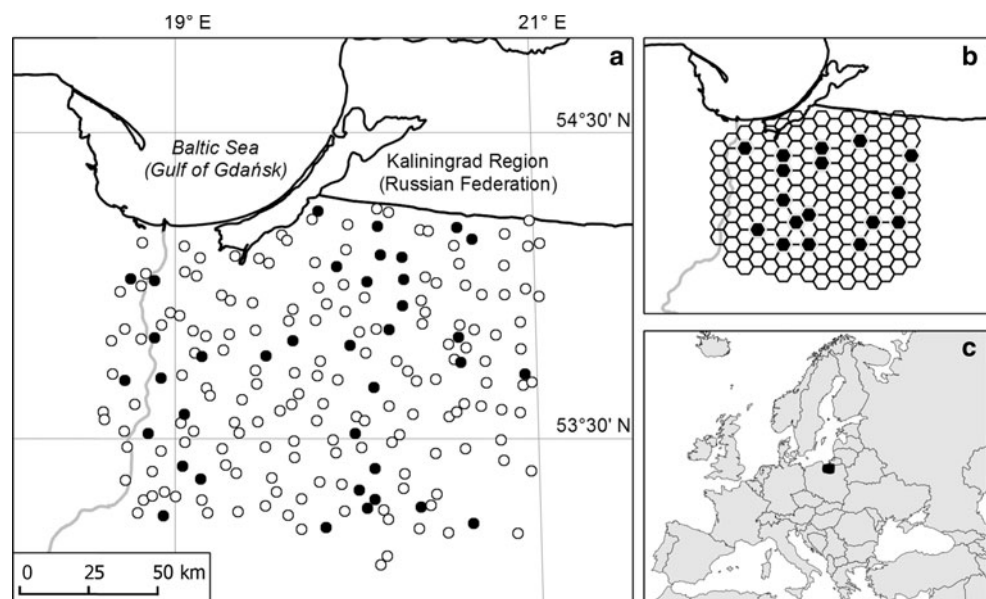 19° E
21° E
a
54°30' N
Baltic Sea
(Gulf of Gdańsk)
Kaliningrad Region
(Russian Federation)
53°30' N
0 25 50 km
b
c